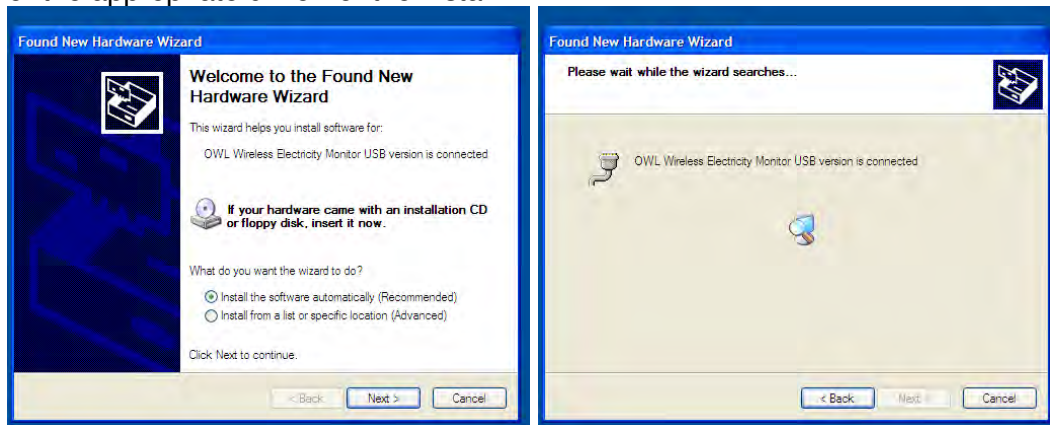 Found New Hardware Wizard
Welcome to the Found New
Hardware Wizard
This wizard helps you install software for:
OWL Wireless Electricity Monitor USB version is connected
If your hardware came with an installation CD
or floppy disk, insert it now.
What do you want the wizard to do?
Install the software automatically (Recommended)
Install from a list or specific location (Advanced)
Click Next to continue.
< Back
Next >
Cancel
Found New Hardware Wizard
Please wait while the wizard searches...
OWL Wireless Electricity Monitor USB version is connected
< Back
Next >
Cancel